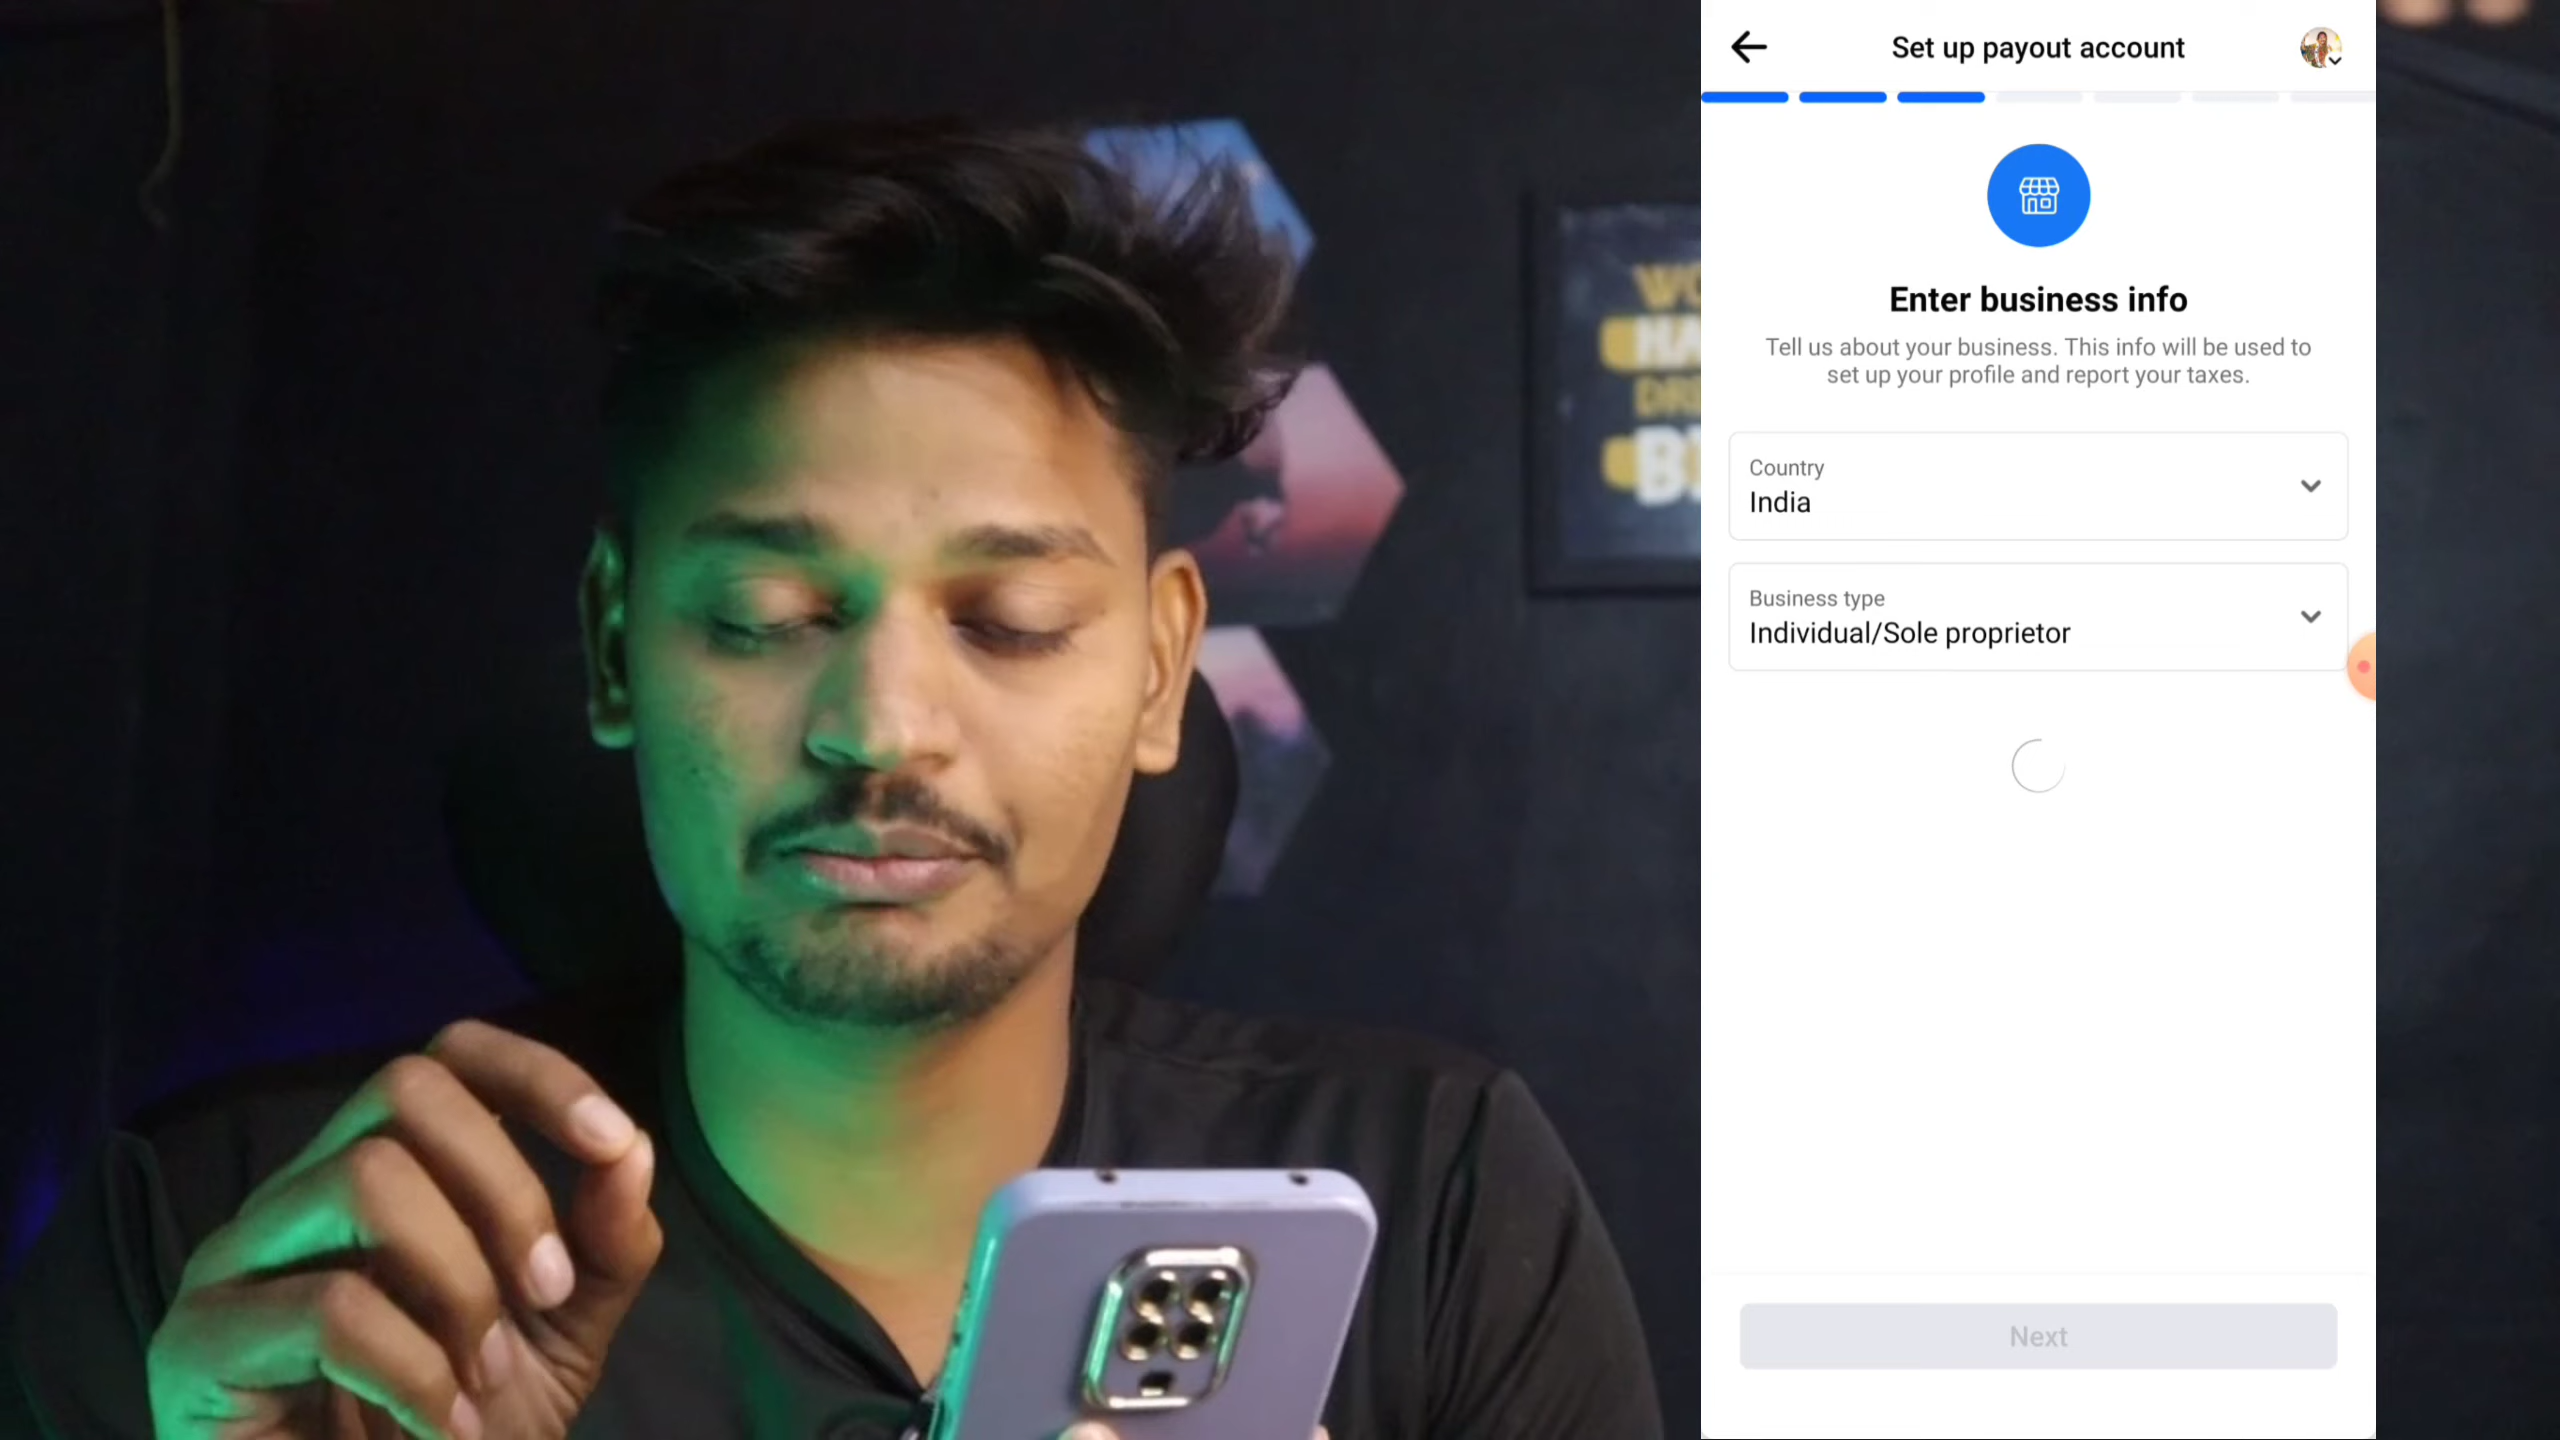 Set up payout account
Enter business info
Tell us about your business. This info will be used to
set up your profile and report your taxes.
Country
India
Business type
Individual/Sole proprietor
Next